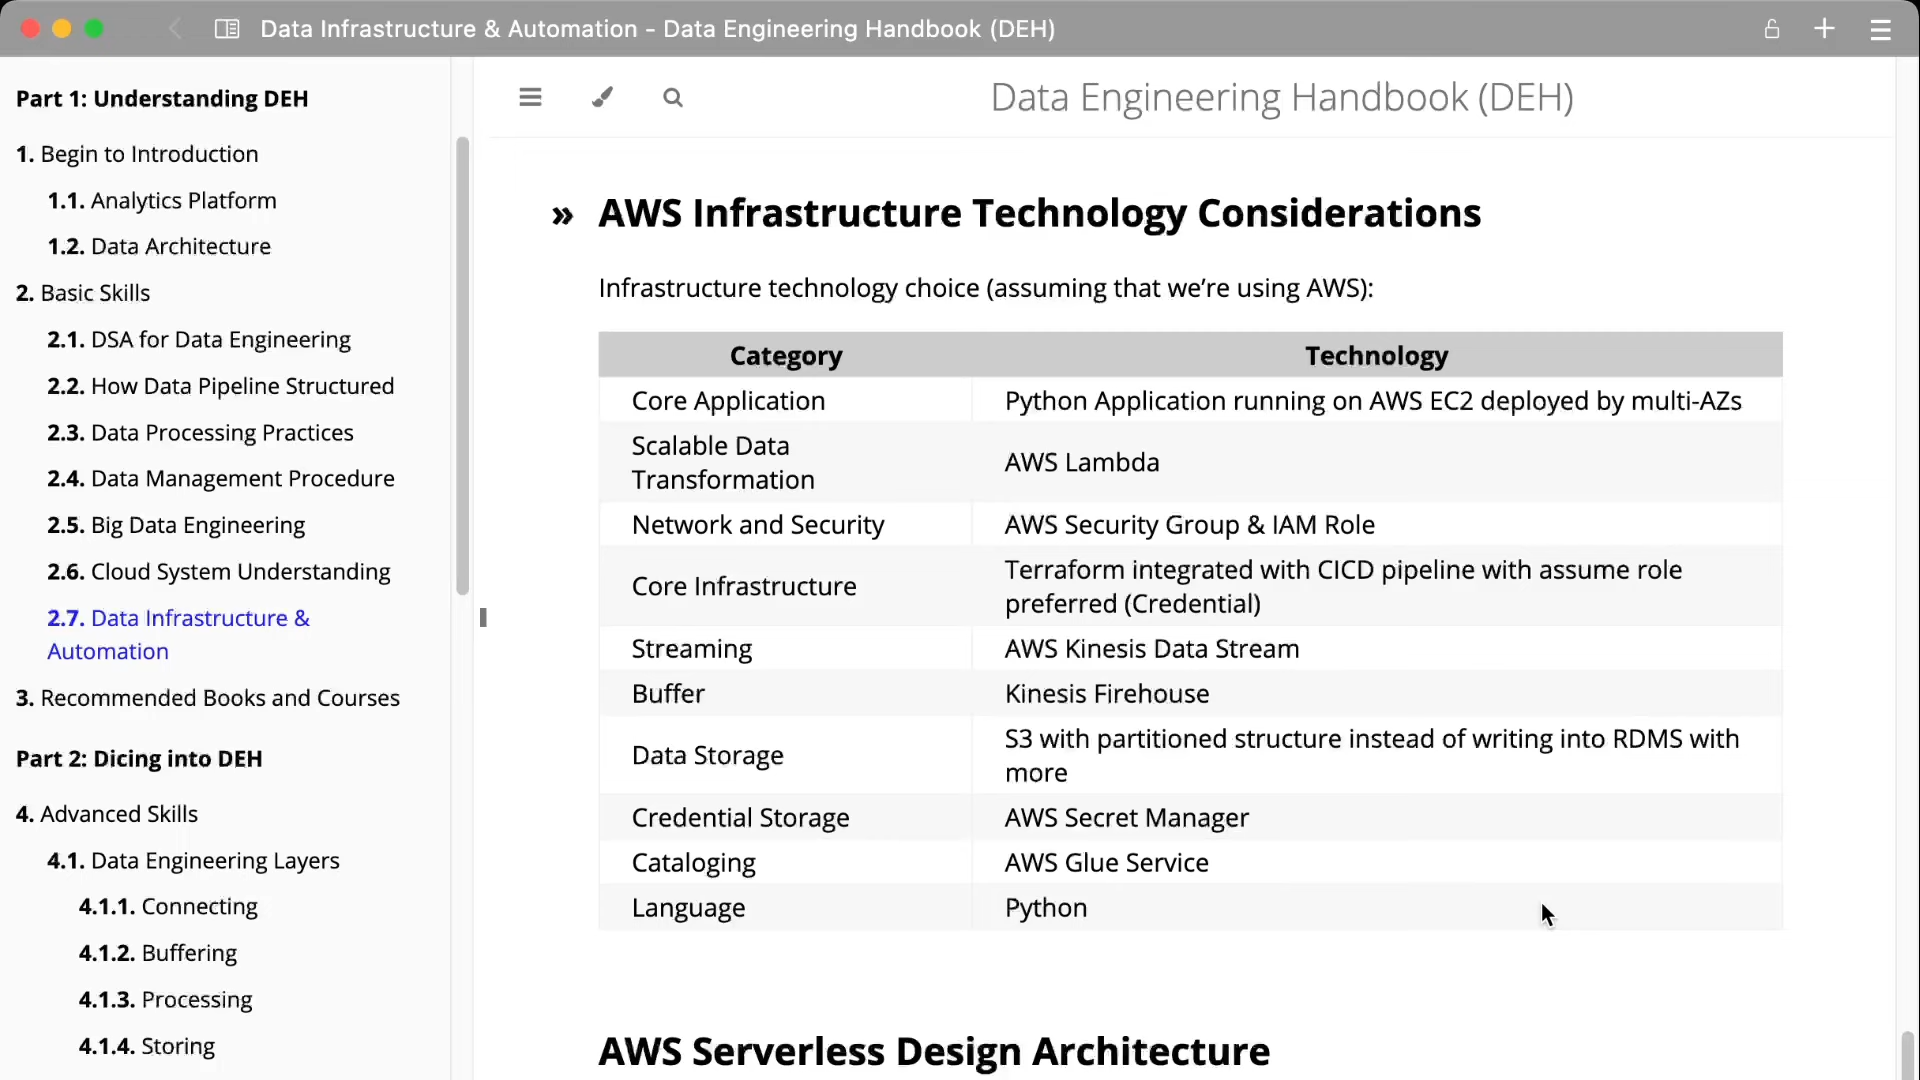 Data Infrastructure & Automation - Data Engineering Handbook (DEH)
Part 1: Understanding DEH
1. Begin to Introduction
1.1. Analytics Platform
1.2. Data Architecture
2. Basic Skills
2.1. DSA for Data Engineering
2.2. How Data Pipeline Structured
2.3. Data Processing Practices
2.4. Data Management Procedure
2.5. Big Data Engineering
2.6. Cloud System Understanding
2.7. Data Infrastructure &
Automation
3. Recommended Books and Courses
Part 2: Dicing into DEH
4. Advanced Skills
4.1. Data Engineering Layers
4.1.1. Connecting
4.1.2. Buffering
4.1.3. Processing
4.1.4. Storing
Data Engineering Handbook (DEH)
» AWS Infrastructure Technology Considerations
Infrastructure technology choice (assuming that we’re using AWS):
Category Technology
Core Application Python Application running on AWS EC2 deployed by multi-AZs
Scalable Data
Transformation
AWS Lambda
Network and Security AWS Security Group & IAM Role
Core Infrastructure
Terraform integrated with CICD pipeline with assume role
preferred (Credential)
Streaming AWS Kinesis Data Stream
Buffer Kinesis Firehouse
Data Storage
S3 with partitioned structure instead of writing into RDMS with
more
Credential Storage AWS Secret Manager
Cataloging AWS Glue Service
Language Python
AWS Serverless Design Architecture